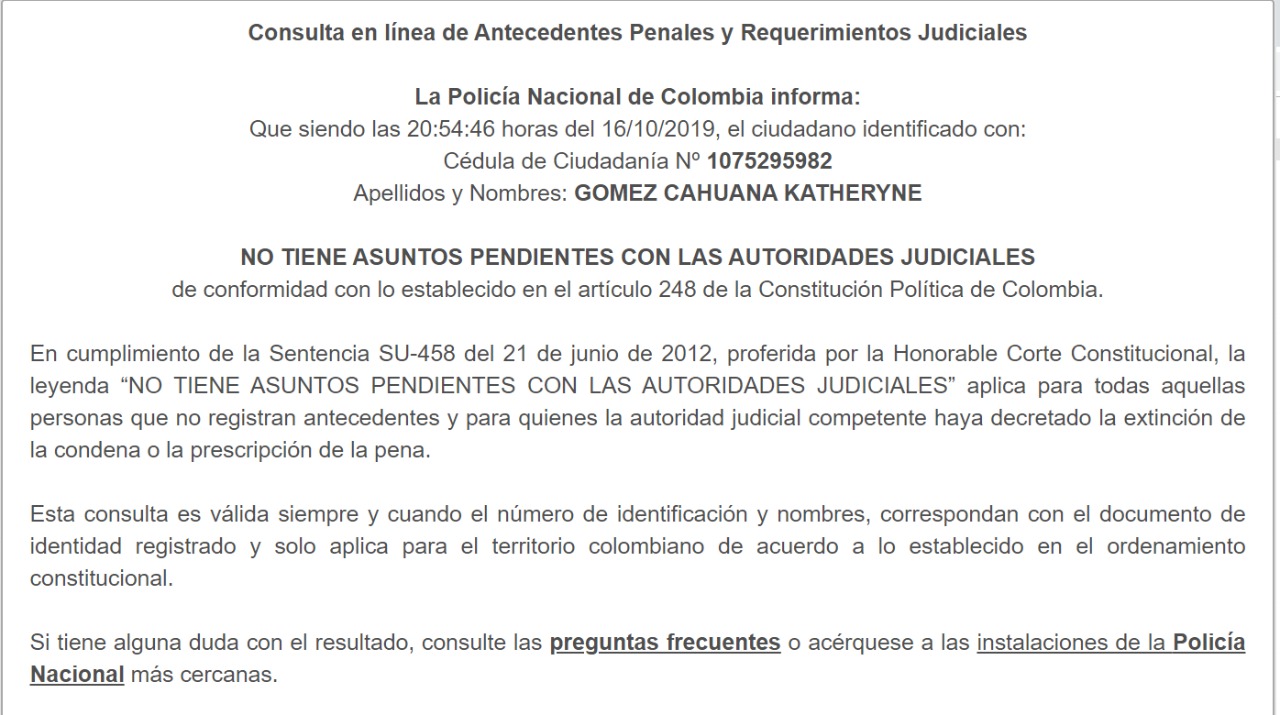 Consulta en línea de Antecedentes Penales y Requerimientos Judiciales
La Policía Nacional de Colombia informa:
Que siendo las 20:54:46 horas del 16/10/2019, el ciudadano identificado con:
Cédula de Ciudadanía Nº 1075295982
Apellidos y Nombres: GOMEZ CAHUANA KATHERYNE
NO TIENE ASUNTOS PENDIENTES CON LAS AUTORIDADES JUDICIALES
de conformidad con lo establecido en el artículo 248 de la Constitución Política de Colombia.
En cumplimiento de la Sentencia SU-458 del 21 de junio de 2012, proferida por la Honorable Corte Constitucional, la
leyenda “NO TIENE ASUNTOS PENDIENTES CON LAS AUTORIDADES JUDICIALES” aplica para todas aquellas
personas que no registran antecedentes y para quienes la autoridad judicial competente haya decretado la extinción de
la condena o la prescripción de la pena.
Esta consulta es válida siempre y cuando el número de identificación y nombres, correspondan con el documento de
identidad registrado y solo aplica para el territorio colombiano de acuerdo a lo establecido en el ordenamiento
constitucional.
Si tiene alguna duda con el resultado, consulte las preguntas frecuentes o acérquese a las instalaciones de la Policía
Nacional más cercanas.